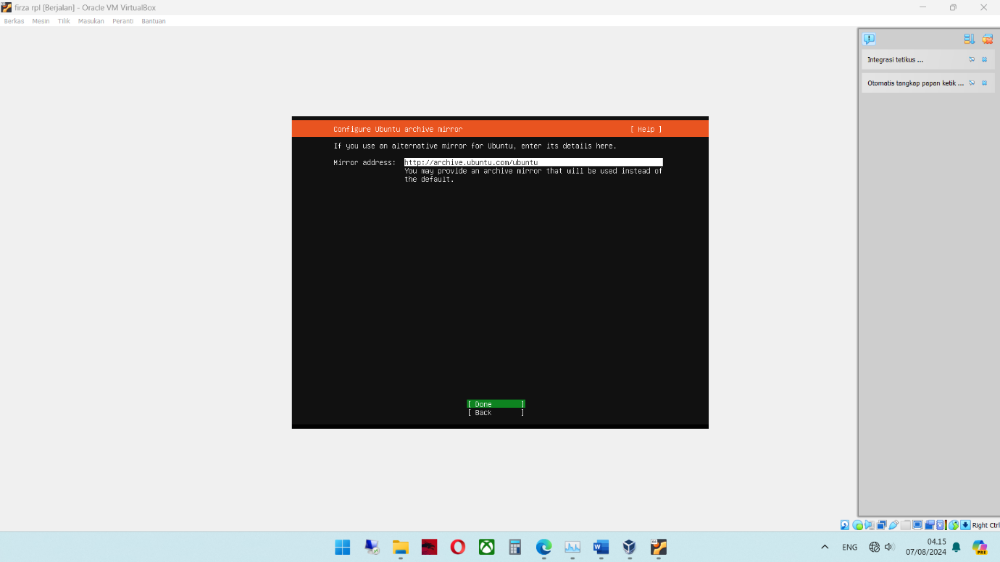 firza rpl [Berjalan] - Oracle VM VirtualBox
Berkas Mesin Tilik Masukan Peranti Bantuan
Integrasi tetikus ...
Otomatis tangkap papan ketik ...
Configure Ubuntu archive mirror [ Help ]
If you use an alternative mirror for Ubuntu, enter its details here.
Mirror address: http://archive.ubuntu.com/ubuntu
You may provide an archive mirror that will be used instead of
the default.
[ Done ]
[ Back ]
Right Ctrl
ENG
04.15
07/08/2024
PRE